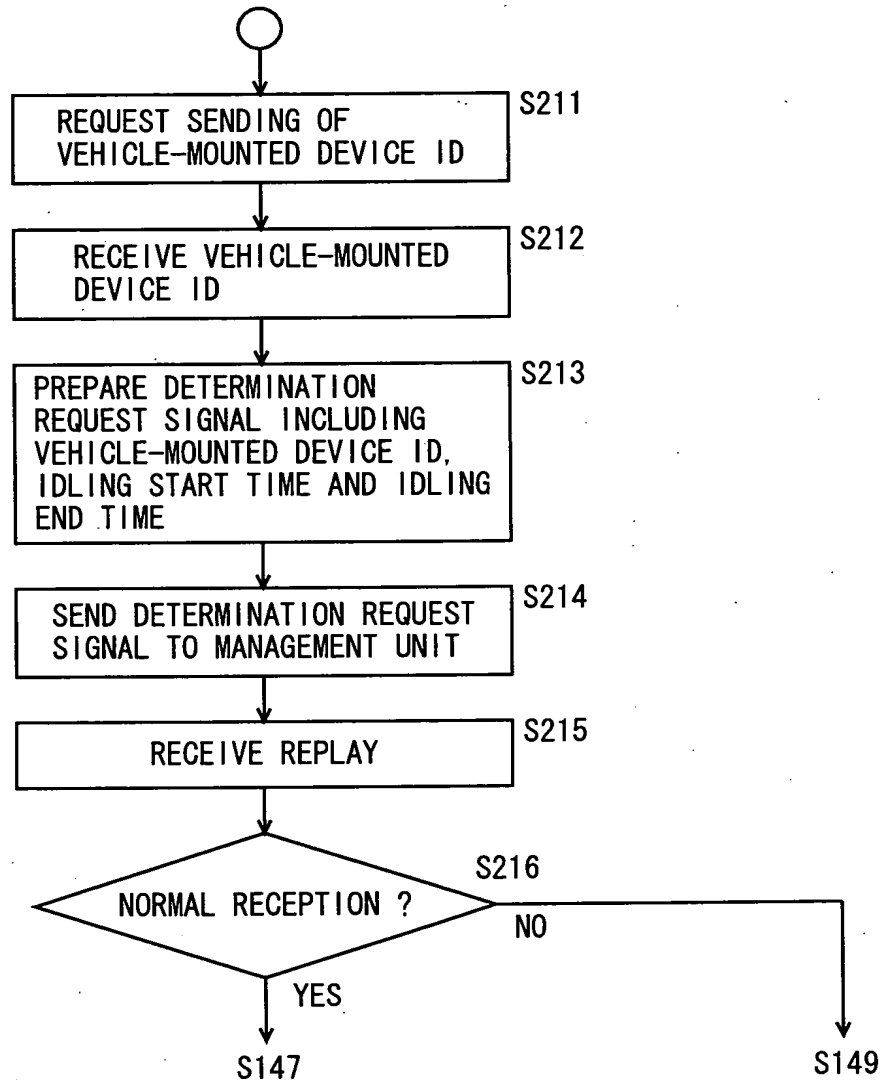 S211
REQUEST SENDING OF
VEHICLE-MOUNTED DEVICE ID
S212
RECEIVE VEHICLE-MOUNTED
DEVICE ID
S213
PREPARE DETERMINATION
REQUEST SIGNAL INCLUDING
VEHICLE-MOUNTED DEVICE ID,
IDLING START TIME AND IDLING
END TIME
S214
SEND DETERMINATION REQUEST
SIGNAL TO MANAGEMENT UNIT
S215
RECEIVE REPLAY
S216
NORMAL RECEPTION ?
NO
YES
S147
S149